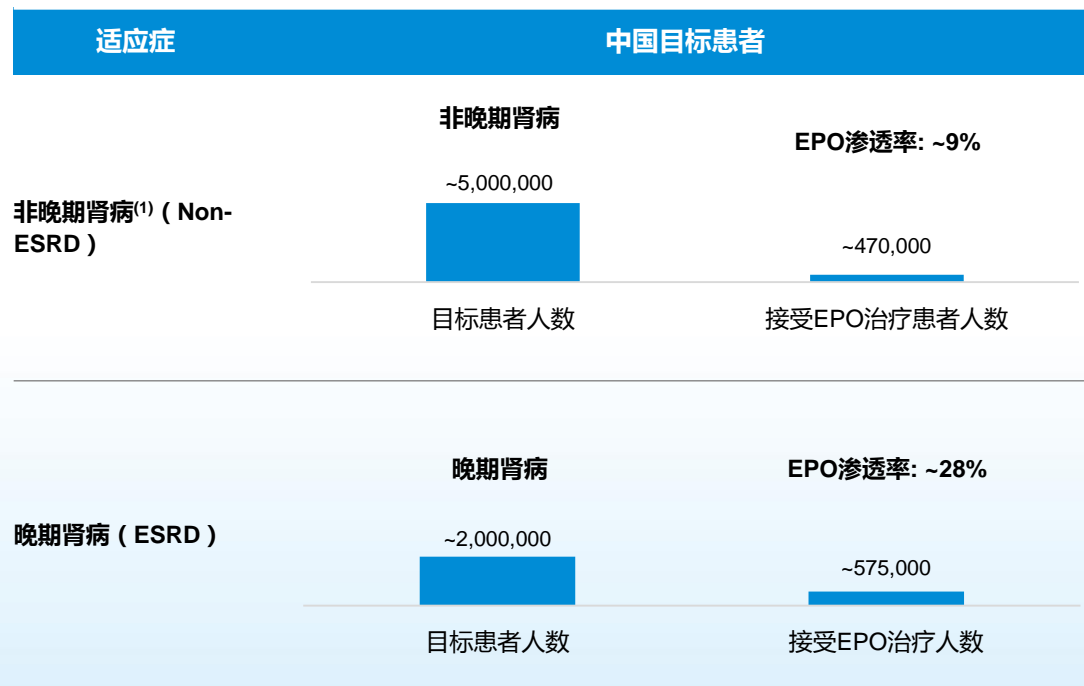 适应症
中国目标患者
非晚期肾病
EPO渗透率: ~9%
~5,000,000
非晚期肾病(1) ( Non-
ESRD )
~470,000
目标患者人数
接受EPO治疗患者人数
晚期肾病
EPO渗透率: ~28%
晚期肾病 ( ESRD )
~2,000,000
~575,000
目标患者人数
接受EPO治疗人数